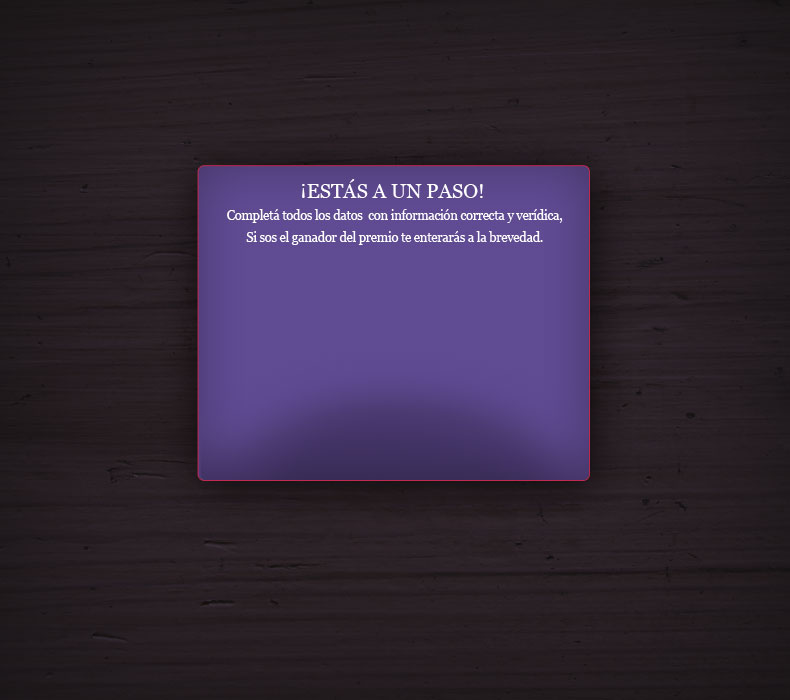 ¡ESTÁS A UN PASO!
Completá todos los datos con información correcta y verídica,
Si sos el ganador del premio te enterarás a la brevedad.